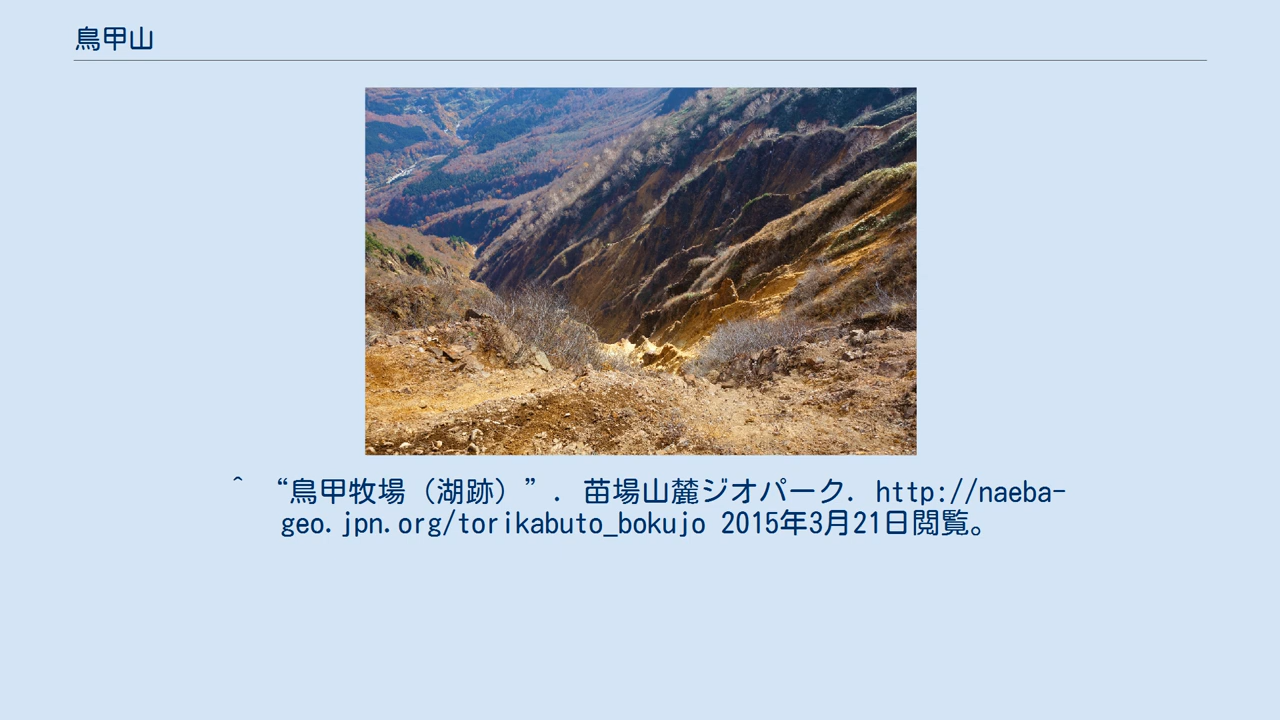 鳥甲山
^ “鳥甲牧場（湖跡）”. 苗場山麓ジオパーク. http://naeba-
geo.jpn.org/torikabuto_bokujo 2015年3月21日閲覧。